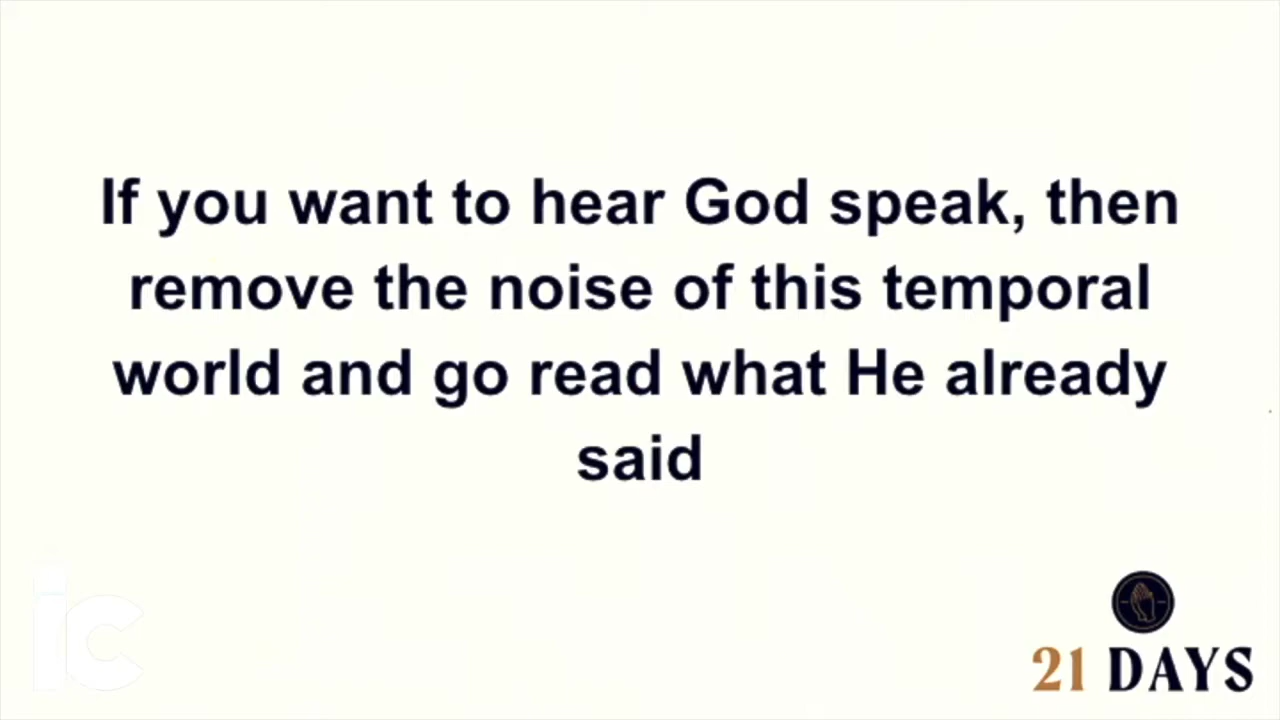 If you want to hear God speak, then
remove the noise of this temporal
world and go read what He already
said
ic
21 DAYS